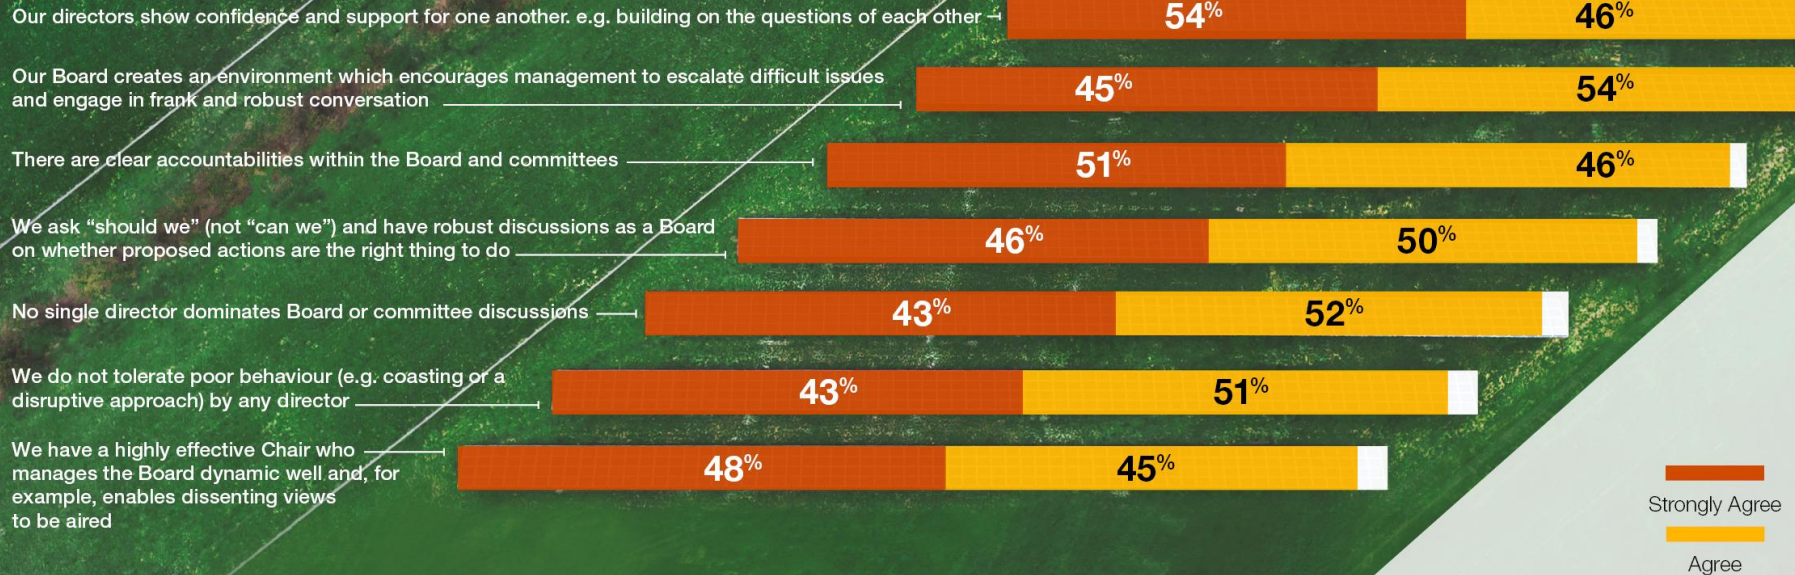 Our directors show confidence and support for one another. e.g. building on the questions of each other
54%
46%
Our Board creates an environment which encourages management to escalate difficult issues
and engage in frank and robust conversation
45%
54%
There are clear accountabilities within the Board and committees
51%
46%
We ask “should we” (not “can we”) and have robust discussions as a Board
on whether proposed actions are the right thing to do
46%
50%
No single director dominates Board or committee discussions
43%
52%
We do not tolerate poor behaviour (e.g. coasting or a
disruptive approach) by any director
43%
51%
We have a highly effective Chair who
manages the Board dynamic well and, for
example, enables dissenting views
to be aired
48%
45%
Strongly Agree
Agree